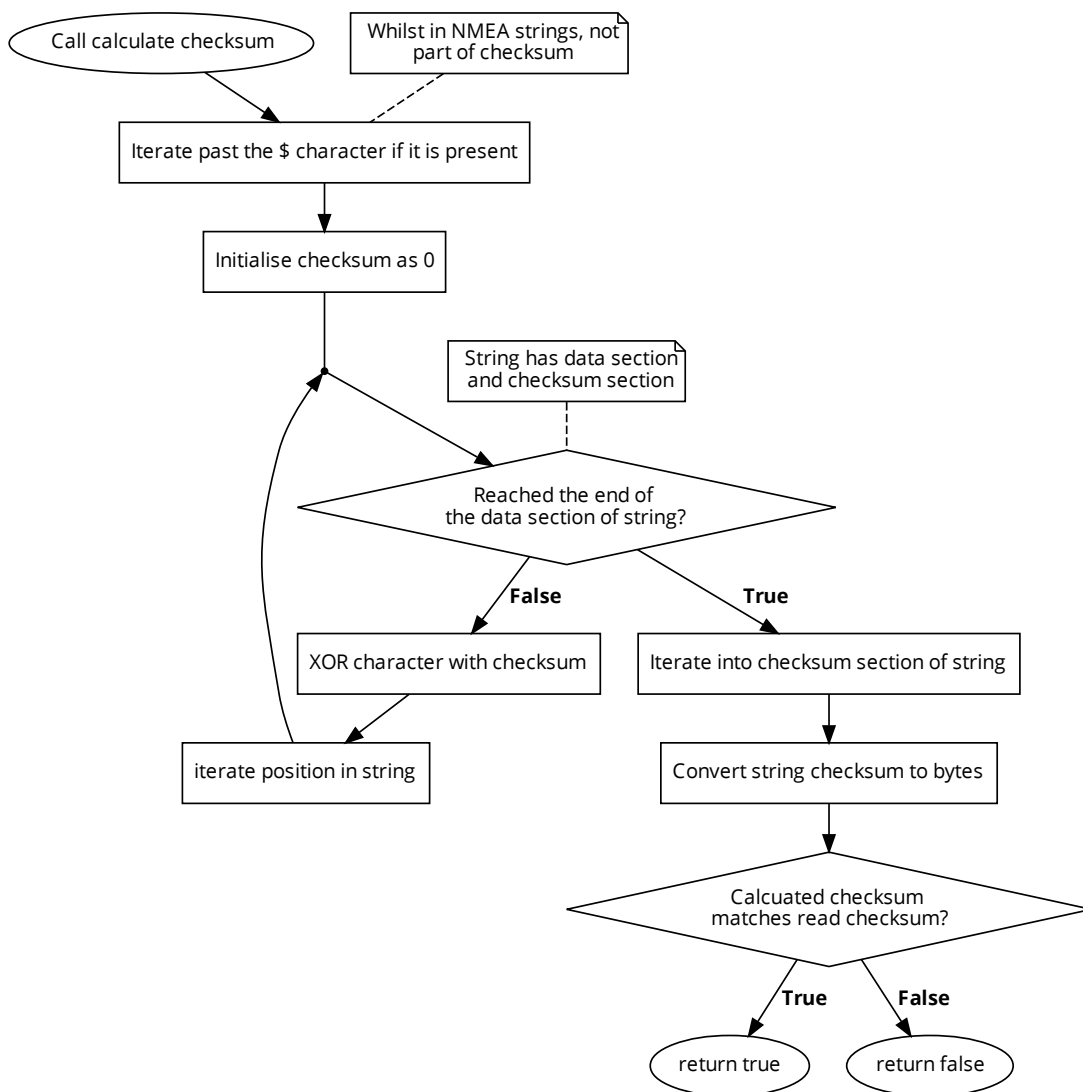 Call calculate checksum
Whilst in NMEA strings, not
part of checksum
Iterate past the $ character if it is present
Initialise checksum as 0
String has data section
and checksum section
Reached the end of
the data section of string?
False
True
XOR character with checksum
Iterate into checksum section of string
iterate position in string
Convert string checksum to bytes
Calcuated checksum
matches read checksum?
True
False
return true
return false